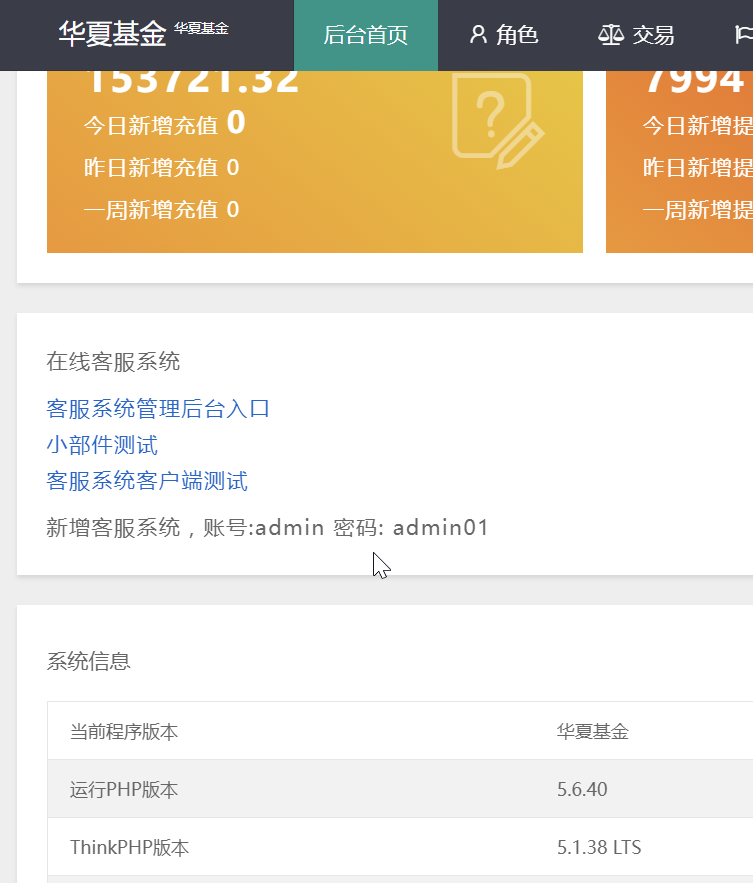 华夏基金 华夏基金 后台首页 角色 交易
153721.32 7994
今日新增充值 0 今日新增提
昨日新增充值 0 昨日新增提
一周新增充值 0 一周新增提
在线客服系统
客服系统管理后台入口
小部件测试
客服系统客户端测试
新增客服系统，账号:admin 密码: admin01
系统信息
当前程序版本 华夏基金
运行PHP版本 5.6.40
ThinkPHP版本 5.1.38 LTS